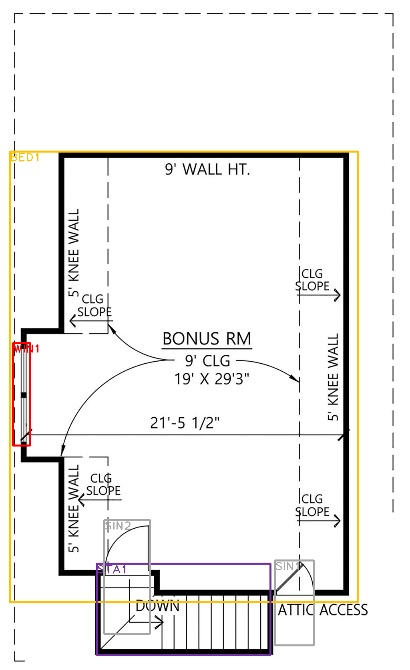 BED1
9' WALL HT.
5' KNEE WALL
CLG
SLOPE
CLG
SLOPE
WIN1
BONUS RM
9' CLG
19' X 29'3"
5' KNEE WALL
21'-5 1/2"
5' KNEE WALL
CLG
SLOPE
CLG
SLOPE
SIN2
STA1
SIN1
DOWN
ATTIC ACCESS